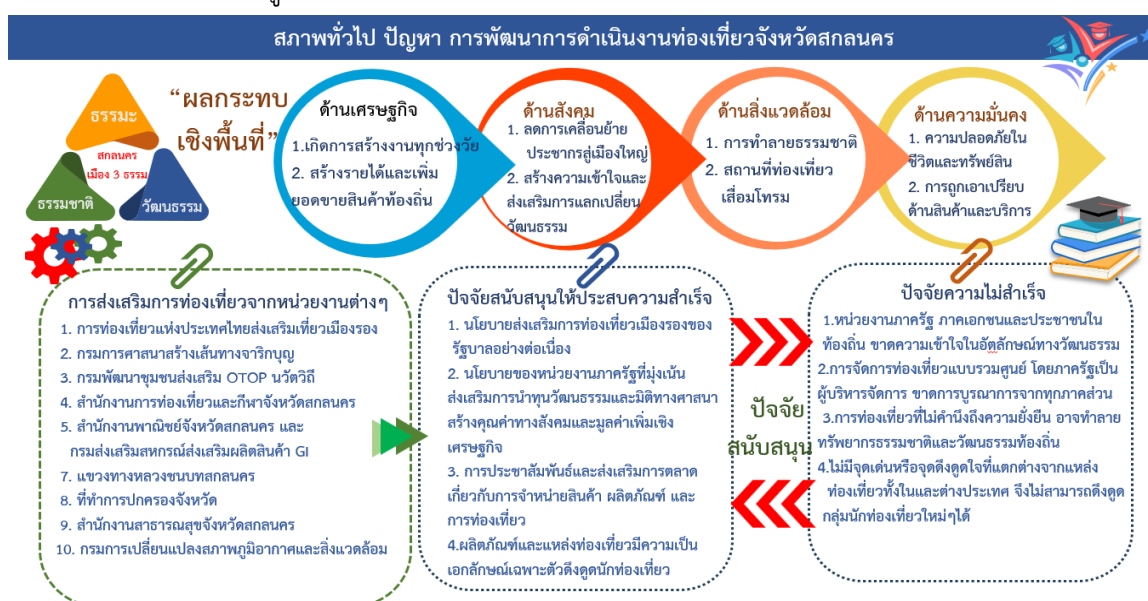 สภาพทั่วไป ปัญหา การพัฒนาการดำเนินงานท่องเที่ยวจังหวัดสกลนคร
ธรรมะ
สกลนคร
เมือง 3 ธรรม
ธรรมชาติ
วัฒนธรรม
“ผลกระทบ
เชิงพื้นที่”
ด้านเศรษฐกิจ
1.เกิดการสร้างงานทุกช่วงวัย
2. สร้างรายได้และเพิ่ม
ยอดขายสินค้าท้องถิ่น
ด้านสังคม
1. ลดการเคลื่อนย้าย
ประชากรสู่เมืองใหญ่
2. สร้างความเข้าใจและ
ส่งเสริมการแลกเปลี่ยน
วัฒนธรรม
ด้านสิ่งแวดล้อม
1. การทำลายธรรมชาติ
2. สถานที่ท่องเที่ยว
เสื่อมโทรม
ด้านความมั่นคง
1. ความปลอดภัยใน
ชีวิตและทรัพย์สิน
2. การถูกเอาเปรียบ
ด้านสินค้าและบริการ
การส่งเสริมการท่องเที่ยวจากหน่วยงานต่างๆ
1. การท่องเที่ยวแห่งประเทศไทยส่งเสริมเที่ยวเมืองรอง
2. กรมการศาสนาสร้างเส้นทางจาริกบุญ
3. กรมพัฒนาชุมชนส่งเสริม OTOP นวัตวิถี
4. สำนักงานการท่องเที่ยวและกีฬาจังหวัดสกลนคร
5. สำนักงานพาณิชย์จังหวัดสกลนคร และ
กรมส่งเสริมสหกรณ์ส่งเสริมผลิตสินค้า GI
7. แขวงทางหลวงชนบทสกลนคร
8. ที่ทำการปกครองจังหวัด
9. สำนักงานสาธารณสุขจังหวัดสกลนคร
10. กรมการเปลี่ยนแปลงสภาพภูมิอากาศและสิ่งแวดล้อม
ปัจจัยสนับสนุนให้ประสบความสำเร็จ
1. นโยบายส่งเสริมการท่องเที่ยวเมืองรองของ
รัฐบาลอย่างต่อเนื่อง
2. นโยบายของหน่วยงานภาครัฐที่มุ่งเน้น
ส่งเสริมการนำทุนวัฒนธรรมและมิติทางศาสนา
สร้างคุณค่าทางสังคมและมูลค่าเพิ่มเชิง
เศรษฐกิจ
3. การประชาสัมพันธ์และส่งเสริมการตลาด
เกี่ยวกับการจำหน่ายสินค้า ผลิตภัณฑ์ และ
การท่องเที่ยว
4.ผลิตภัณฑ์และแหล่งท่องเที่ยวมีความเป็น
เอกลักษณ์เฉพาะตัวดึงดูดนักท่องเที่ยว
ปัจจัย
สนับสนุน
ปัจจัยความไม่สำเร็จ
1.หน่วยงานภาครัฐ ภาคเอกชนและประชาชนใน
ท้องถิ่น ขาดความเข้าใจในอัตลักษณ์ทางวัฒนธรรม
2.การจัดการท่องเที่ยวแบบรวมศูนย์ โดยภาครัฐเป็น
ผู้บริหารจัดการ ขาดการบูรณาการจากทุกภาคส่วน
3.การท่องเที่ยวที่ไม่คำนึงถึงความยั่งยืน อาจทำลาย
ทรัพยากรธรรมชาติและวัฒนธรรมท้องถิ่น
4.ไม่มีจุดเด่นหรือจุดดึงดูดใจที่แตกต่างจากแหล่ง
ท่องเที่ยวทั้งในและต่างประเทศ จึงไม่สามารถดึงดูด
กลุ่มนักท่องเที่ยวใหม่ๆได้